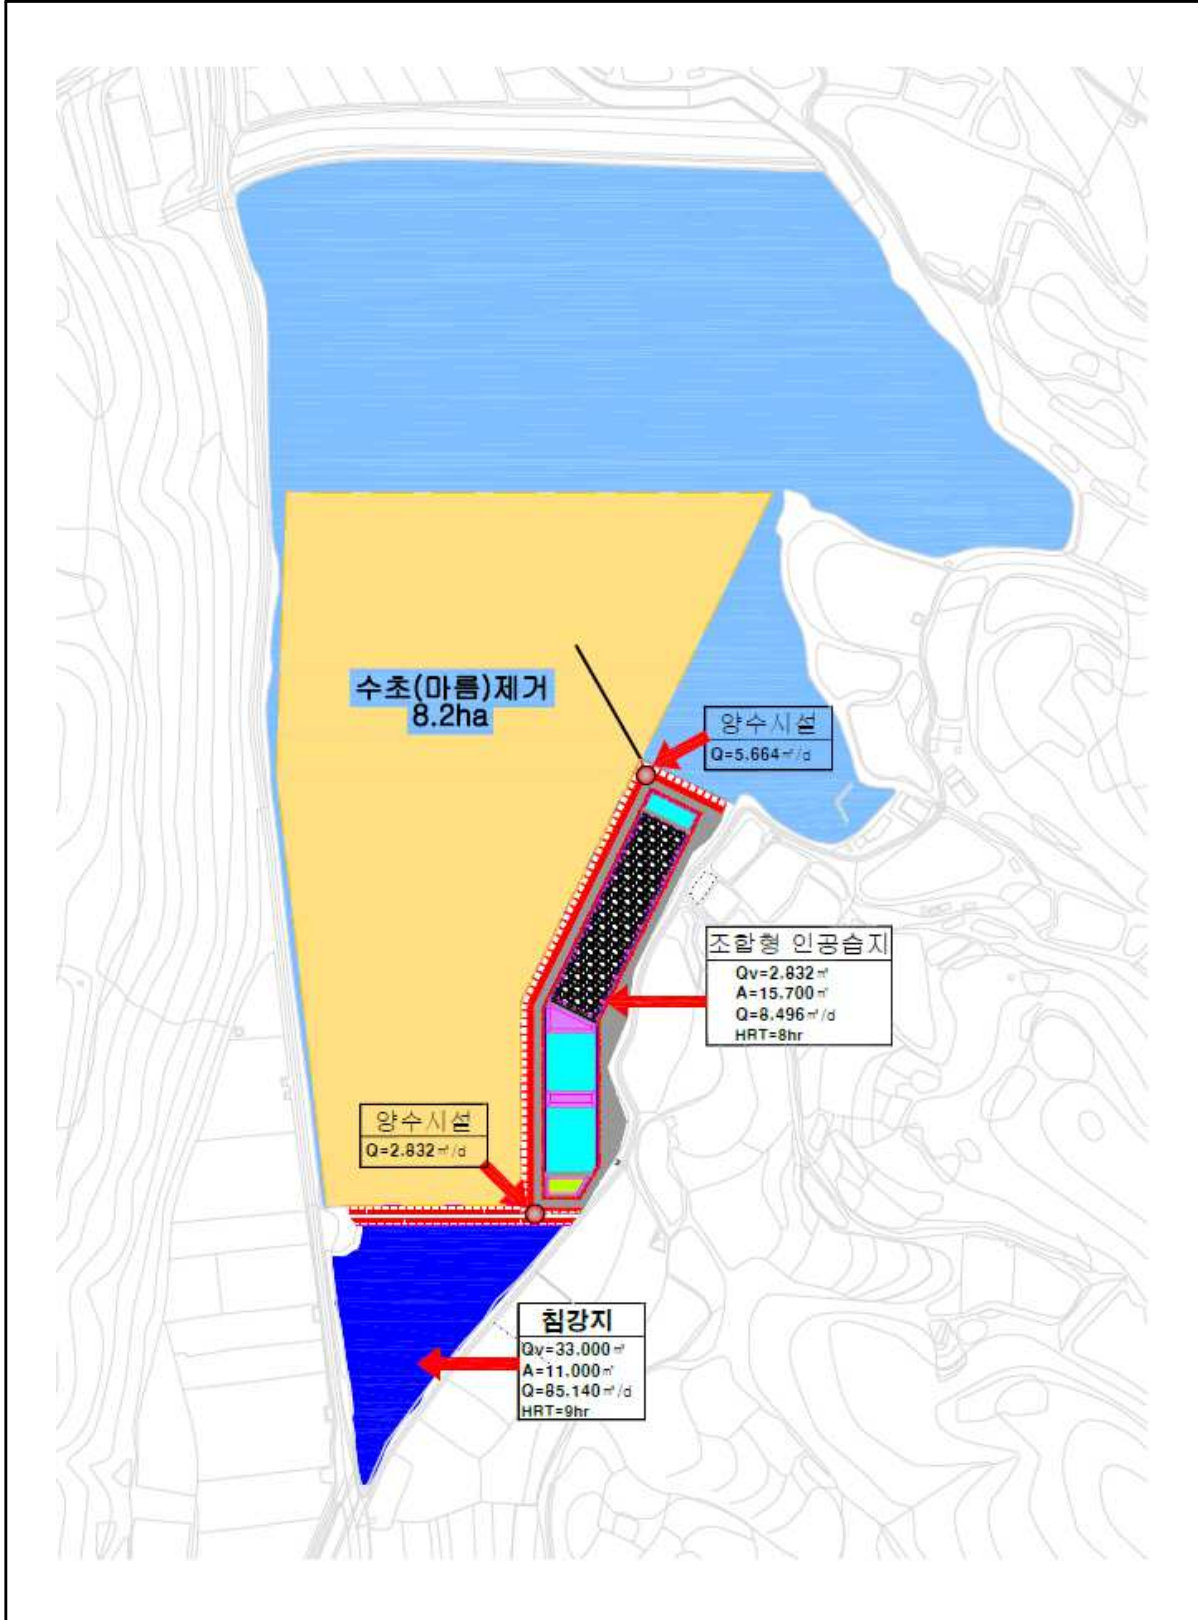 수초(마름)제거
8.2ha
양수시설
Q=5.664㎥/d
조합형 인공습지
Qv=2.832㎥
A=15.700㎡
Q=8.496㎥/d
HRT=8hr
양수시설
Q=2.832㎥/d
침강지
Qv=33.000㎥
A=11.000㎡
Q=85.140㎥/d
HRT=9hr